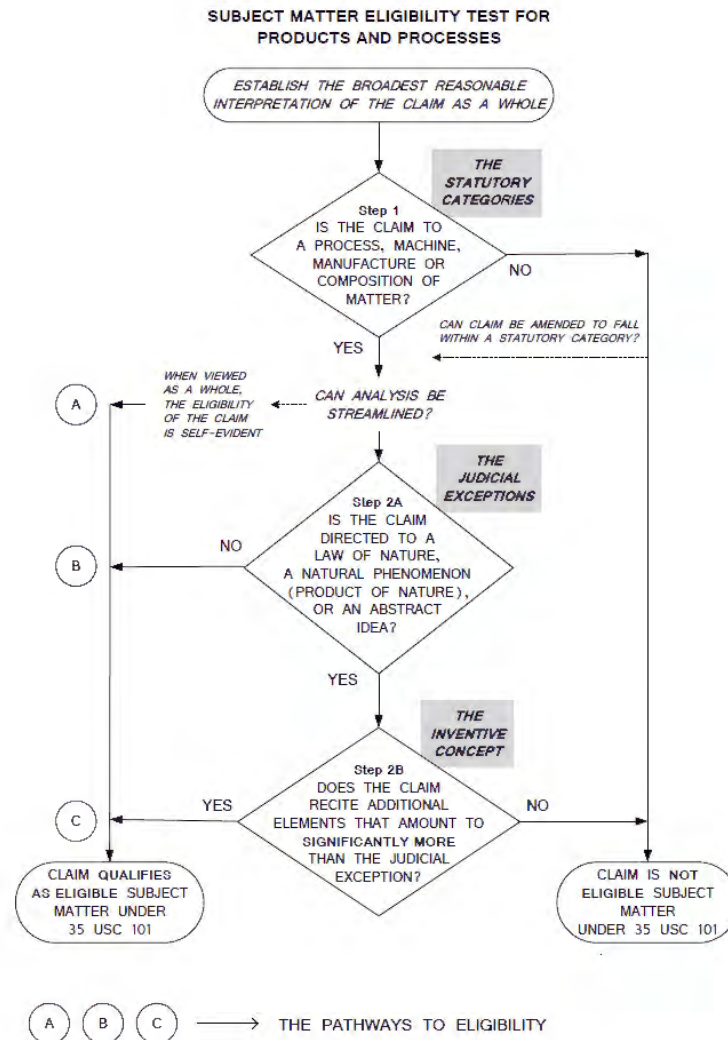 SUBJECT MATTER ELIGIBILITY TEST FOR
PRODUCTS AND PROCESSES
ESTABLISH THE BROADEST REASONABLE
INTERPRETATION OF THE CLAIM AS A WHOLE
THE
STATUTORY
CATEGORIES
Step 1
IS THE CLAIM TO
A PROCESS, MACHINE,
MANUFACTURE OR
COMPOSITION OF
MATTER?
NO
YES
CAN CLAIM BE AMENDED TO FALL
WITHIN A STATUTORY CATEGORY?
A
WHEN VIEWED
AS A WHOLE,
THE ELIGIBILITY
OF THE CLAIM
IS SELF-EVIDENT
CAN ANALYSIS BE
STREAMLINED?
THE
JUDICIAL
EXCEPTIONS
Step 2A
IS THE CLAIM
DIRECTED TO A
LAW OF NATURE,
A NATURAL PHENOMENON
(PRODUCT OF NATURE),
OR AN ABSTRACT
IDEA?
NO
B
YES
THE
INVENTIVE
CONCEPT
Step 2B
DOES THE CLAIM
RECITE ADDITIONAL
ELEMENTS THAT AMOUNT TO
SIGNIFICANTLY MORE
THAN THE JUDICIAL
EXCEPTION?
YES
NO
C
CLAIM QUALIFIES
AS ELIGIBLE SUBJECT
MATTER UNDER
35 USC 101
CLAIM IS NOT
ELIGIBLE SUBJECT
MATTER
UNDER 35 USC 101
A B C THE PATHWAYS TO ELIGIBILITY